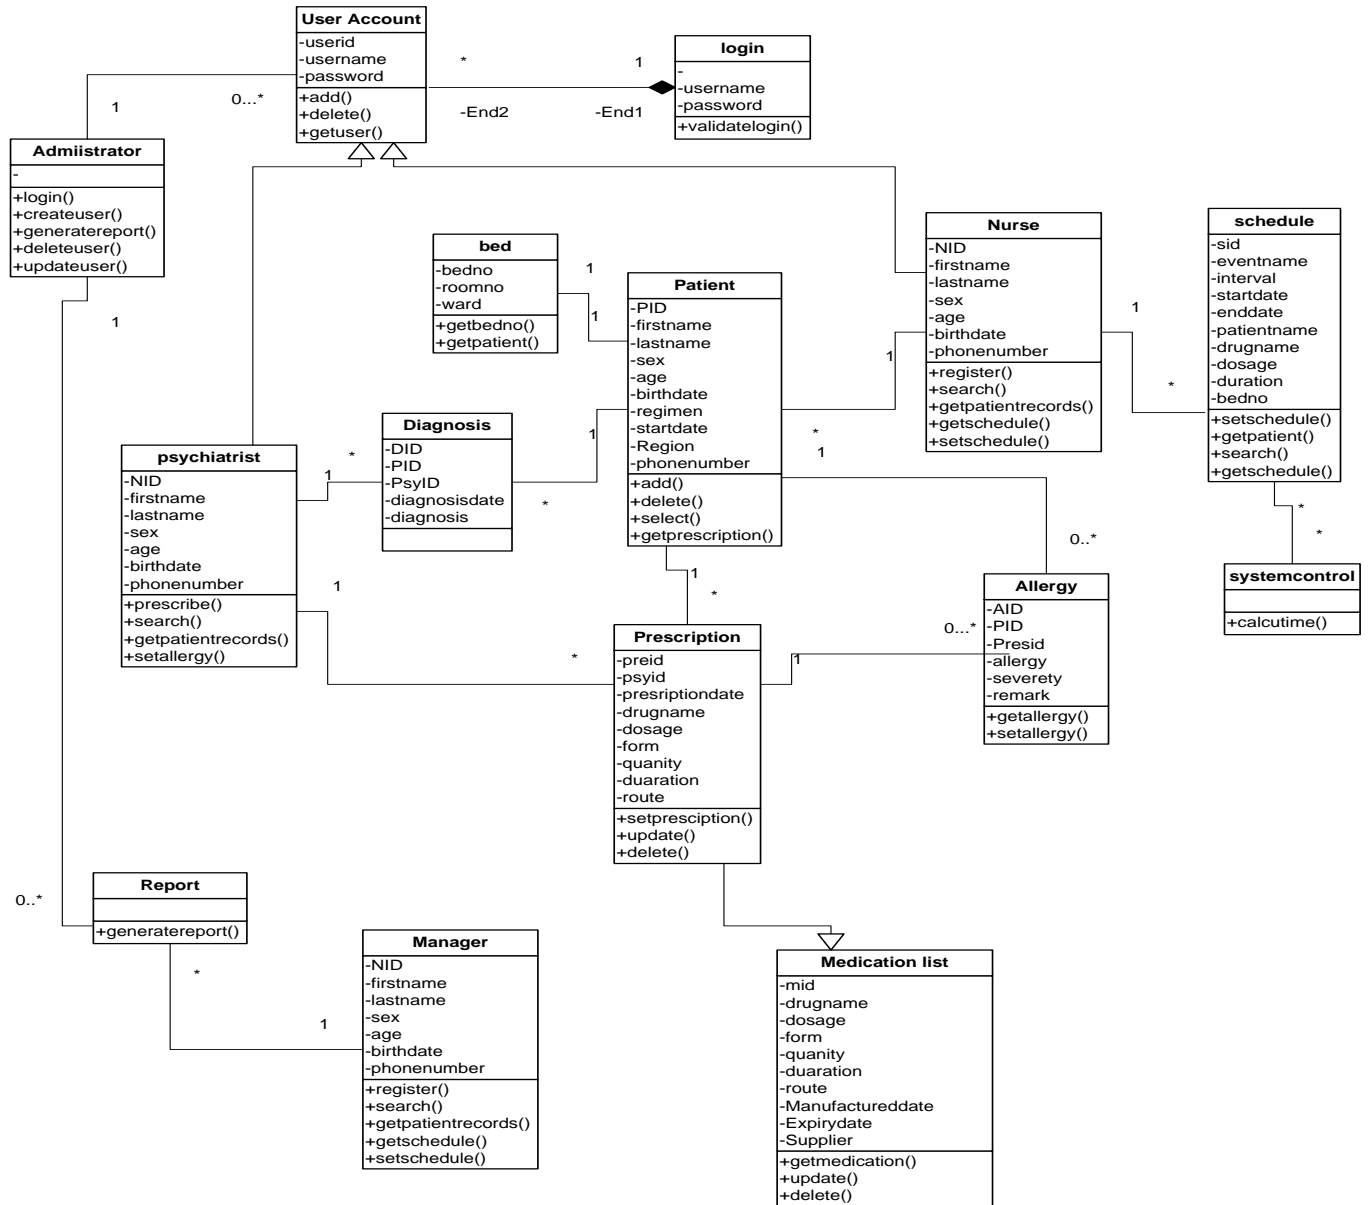 User Account
-userid
-username
-password
+add()
+delete()
+getuser()
*
1
-End2
-End1
login
-
-username
-password
+validatelogin()
1
0...*
Admiistrator
-
+login()
+createuser()
+generatereport()
+deleteuser()
+updateuser()
1
bed
-bedno
-roomno
-ward
+getbedno()
+getpatient()
1
1
Patient
-PID
-firstname
-lastname
-sex
-age
-birthdate
-regimen
-startdate
-Region
-phonenumber
+add()
+delete()
+select()
+getprescription()
Nurse
-NID
-firstname
-lastname
-sex
-age
-birthdate
-phonenumber
+register()
+search()
+getpatientrecords()
+getschedule()
+setschedule()
1
*
1
*
1
schedule
-sid
-eventname
-interval
-startdate
-enddate
-patientname
-drugname
-dosage
-duration
-bedno
+setschedule()
+getpatient()
+search()
+getschedule()
*
*
systemcontrol
+calcutime()
psychiatrist
-NID
-firstname
-lastname
-sex
-age
-birthdate
-phonenumber
+prescribe()
+search()
+getpatientrecords()
+setallergy()
1
*
Diagnosis
-DID
-PID
-PsyID
-diagnosisdate
-diagnosis
1
*
1
*
1
*
0..*
Allergy
-AID
-PID
-Presid
-allergy
-severety
-remark
+getallergy()
+setallergy()
0...*
1
Prescription
-preid
-psyid
-presriptiondate
-drugname
-dosage
-form
-quanity
-duaration
-route
+setpresciption()
+update()
+delete()
0..*
Report
+generatereport()
*
1
Manager
-NID
-firstname
-lastname
-sex
-age
-birthdate
-phonenumber
+register()
+search()
+getpatientrecords()
+getschedule()
+setschedule()
Medication list
-mid
-drugname
-dosage
-form
-quanity
-duaration
-route
-Manufactureddate
-Expirydate
-Supplier
+getmedication()
+update()
+delete()